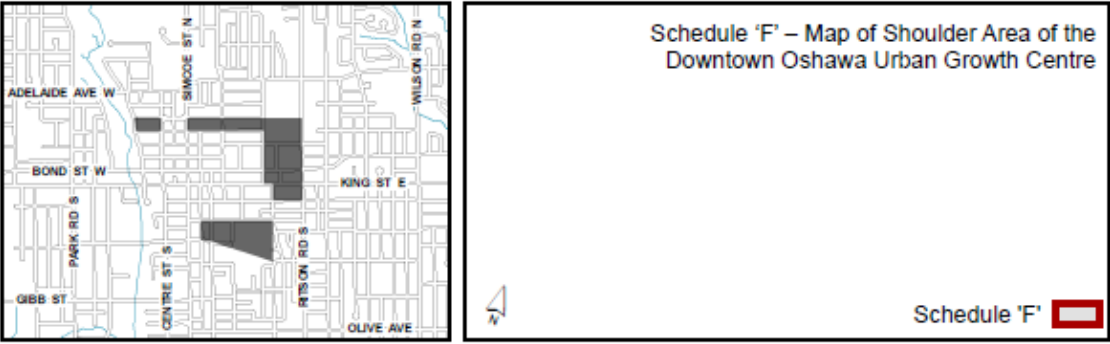 SIMCOE ST N
WILSON RD N
ADELAIDE AVE W
BOND ST W
KING ST E
PARK RD S
CENTRE ST S
RITSON RD S
GIBB ST
OLIVE AVE
Schedule ‘F’ – Map of Shoulder Area of the
Downtown Oshawa Urban Growth Centre
N
Schedule 'F'